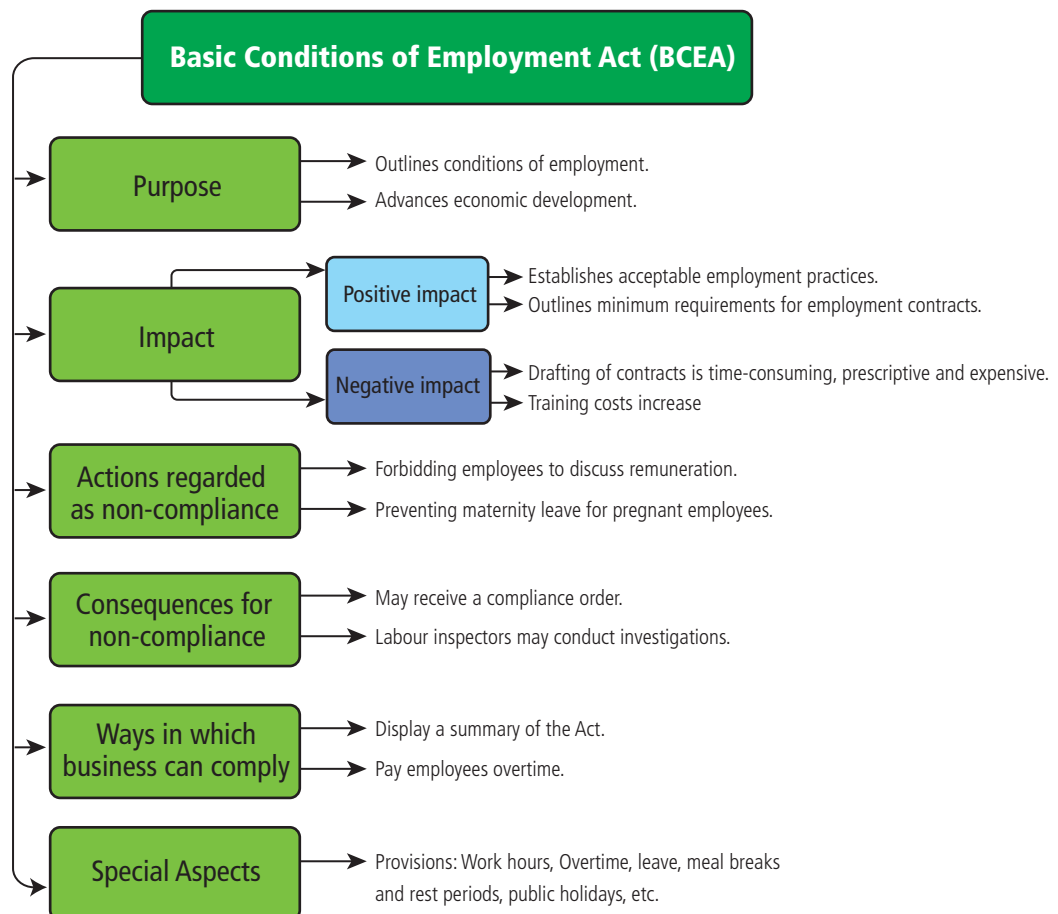 Basic Conditions of Employment Act (BCEA)
Purpose
Outlines conditions of employment.
Advances economic development.
Impact
Positive impact
Establishes acceptable employment practices.
Outlines minimum requirements for employment contracts.
Negative impact
Drafting of contracts is time-consuming, prescriptive and expensive.
Training costs increase
Actions regarded
as non-compliance
Forbidding employees to discuss remuneration.
Preventing maternity leave for pregnant employees.
Consequences for
non-compliance
May receive a compliance order.
Labour inspectors may conduct investigations.
Ways in which
business can comply
Display a summary of the Act.
Pay employees overtime.
Special Aspects
Provisions: Work hours, Overtime, leave, meal breaks
and rest periods, public holidays, etc.